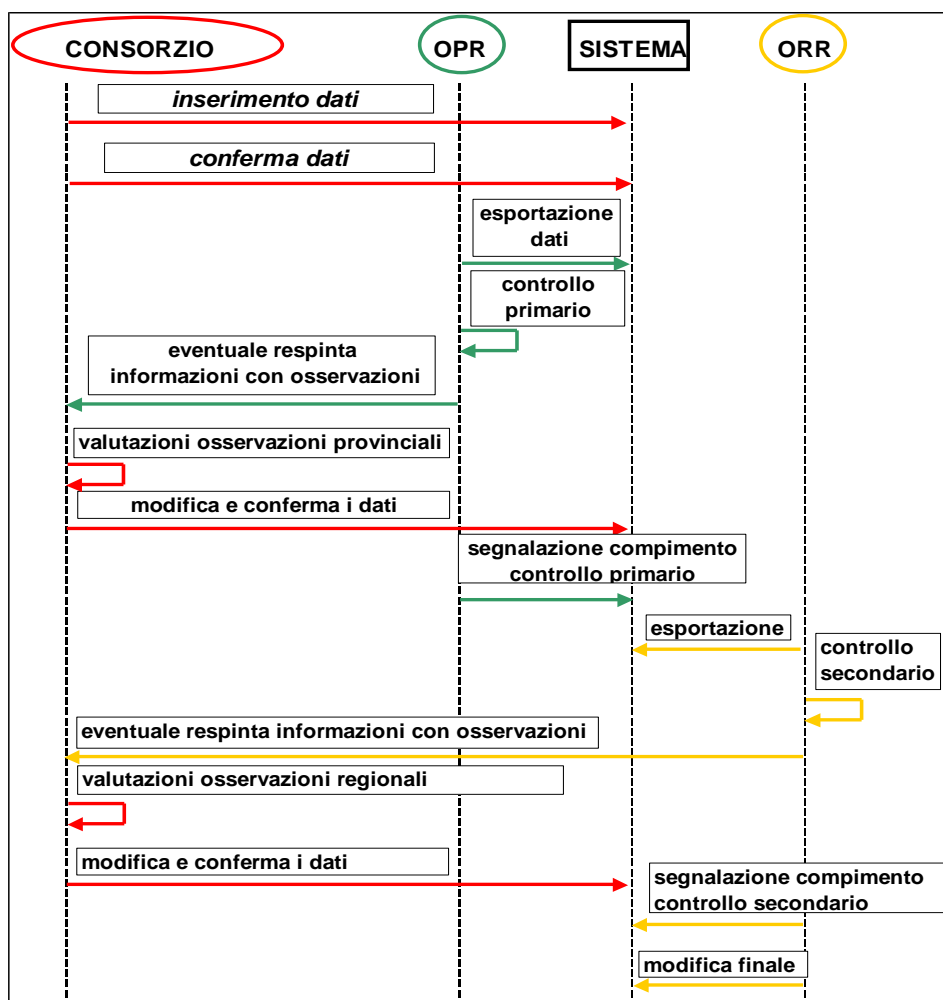 CONSORZIO
OPR
SISTEMA
ORR
inserimento dati
conferma dati
esportazione
dati
controllo
primario
eventuale respinta
informazioni con osservazioni
valutazioni osservazioni provinciali
modifica e conferma i dati
segnalazione compimento
controllo primario
esportazione
controllo
secondario
eventuale respinta informazioni con osservazioni
valutazioni osservazioni regionali
modifica e conferma i dati
segnalazione compimento
controllo secondario
modifica finale